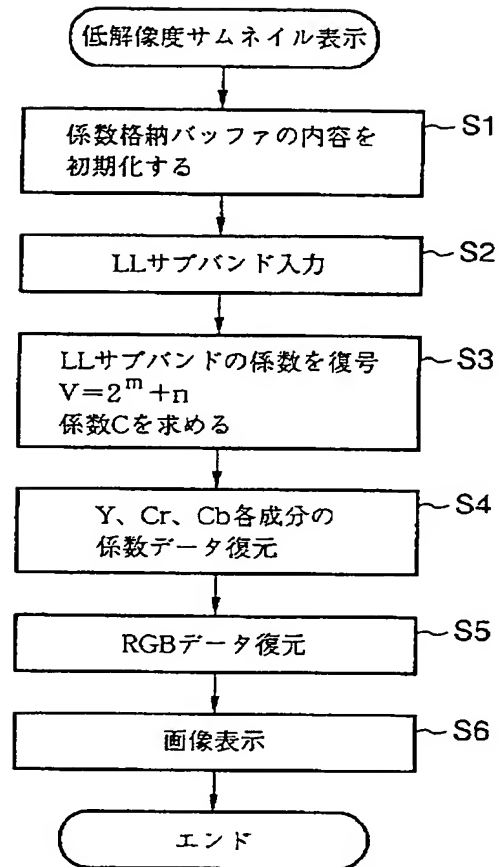 低解像度サムネイル表示
係数格納バッファの内容を
初期化する
S1
LLサブバンド入力
S2
LLサブバンドの係数を復号
V=2^m+n
係数Cを求める
S3
Y、Cr、Cb各成分の
係数データ復元
S4
RGBデータ復元
S5
画像表示
S6
エンド